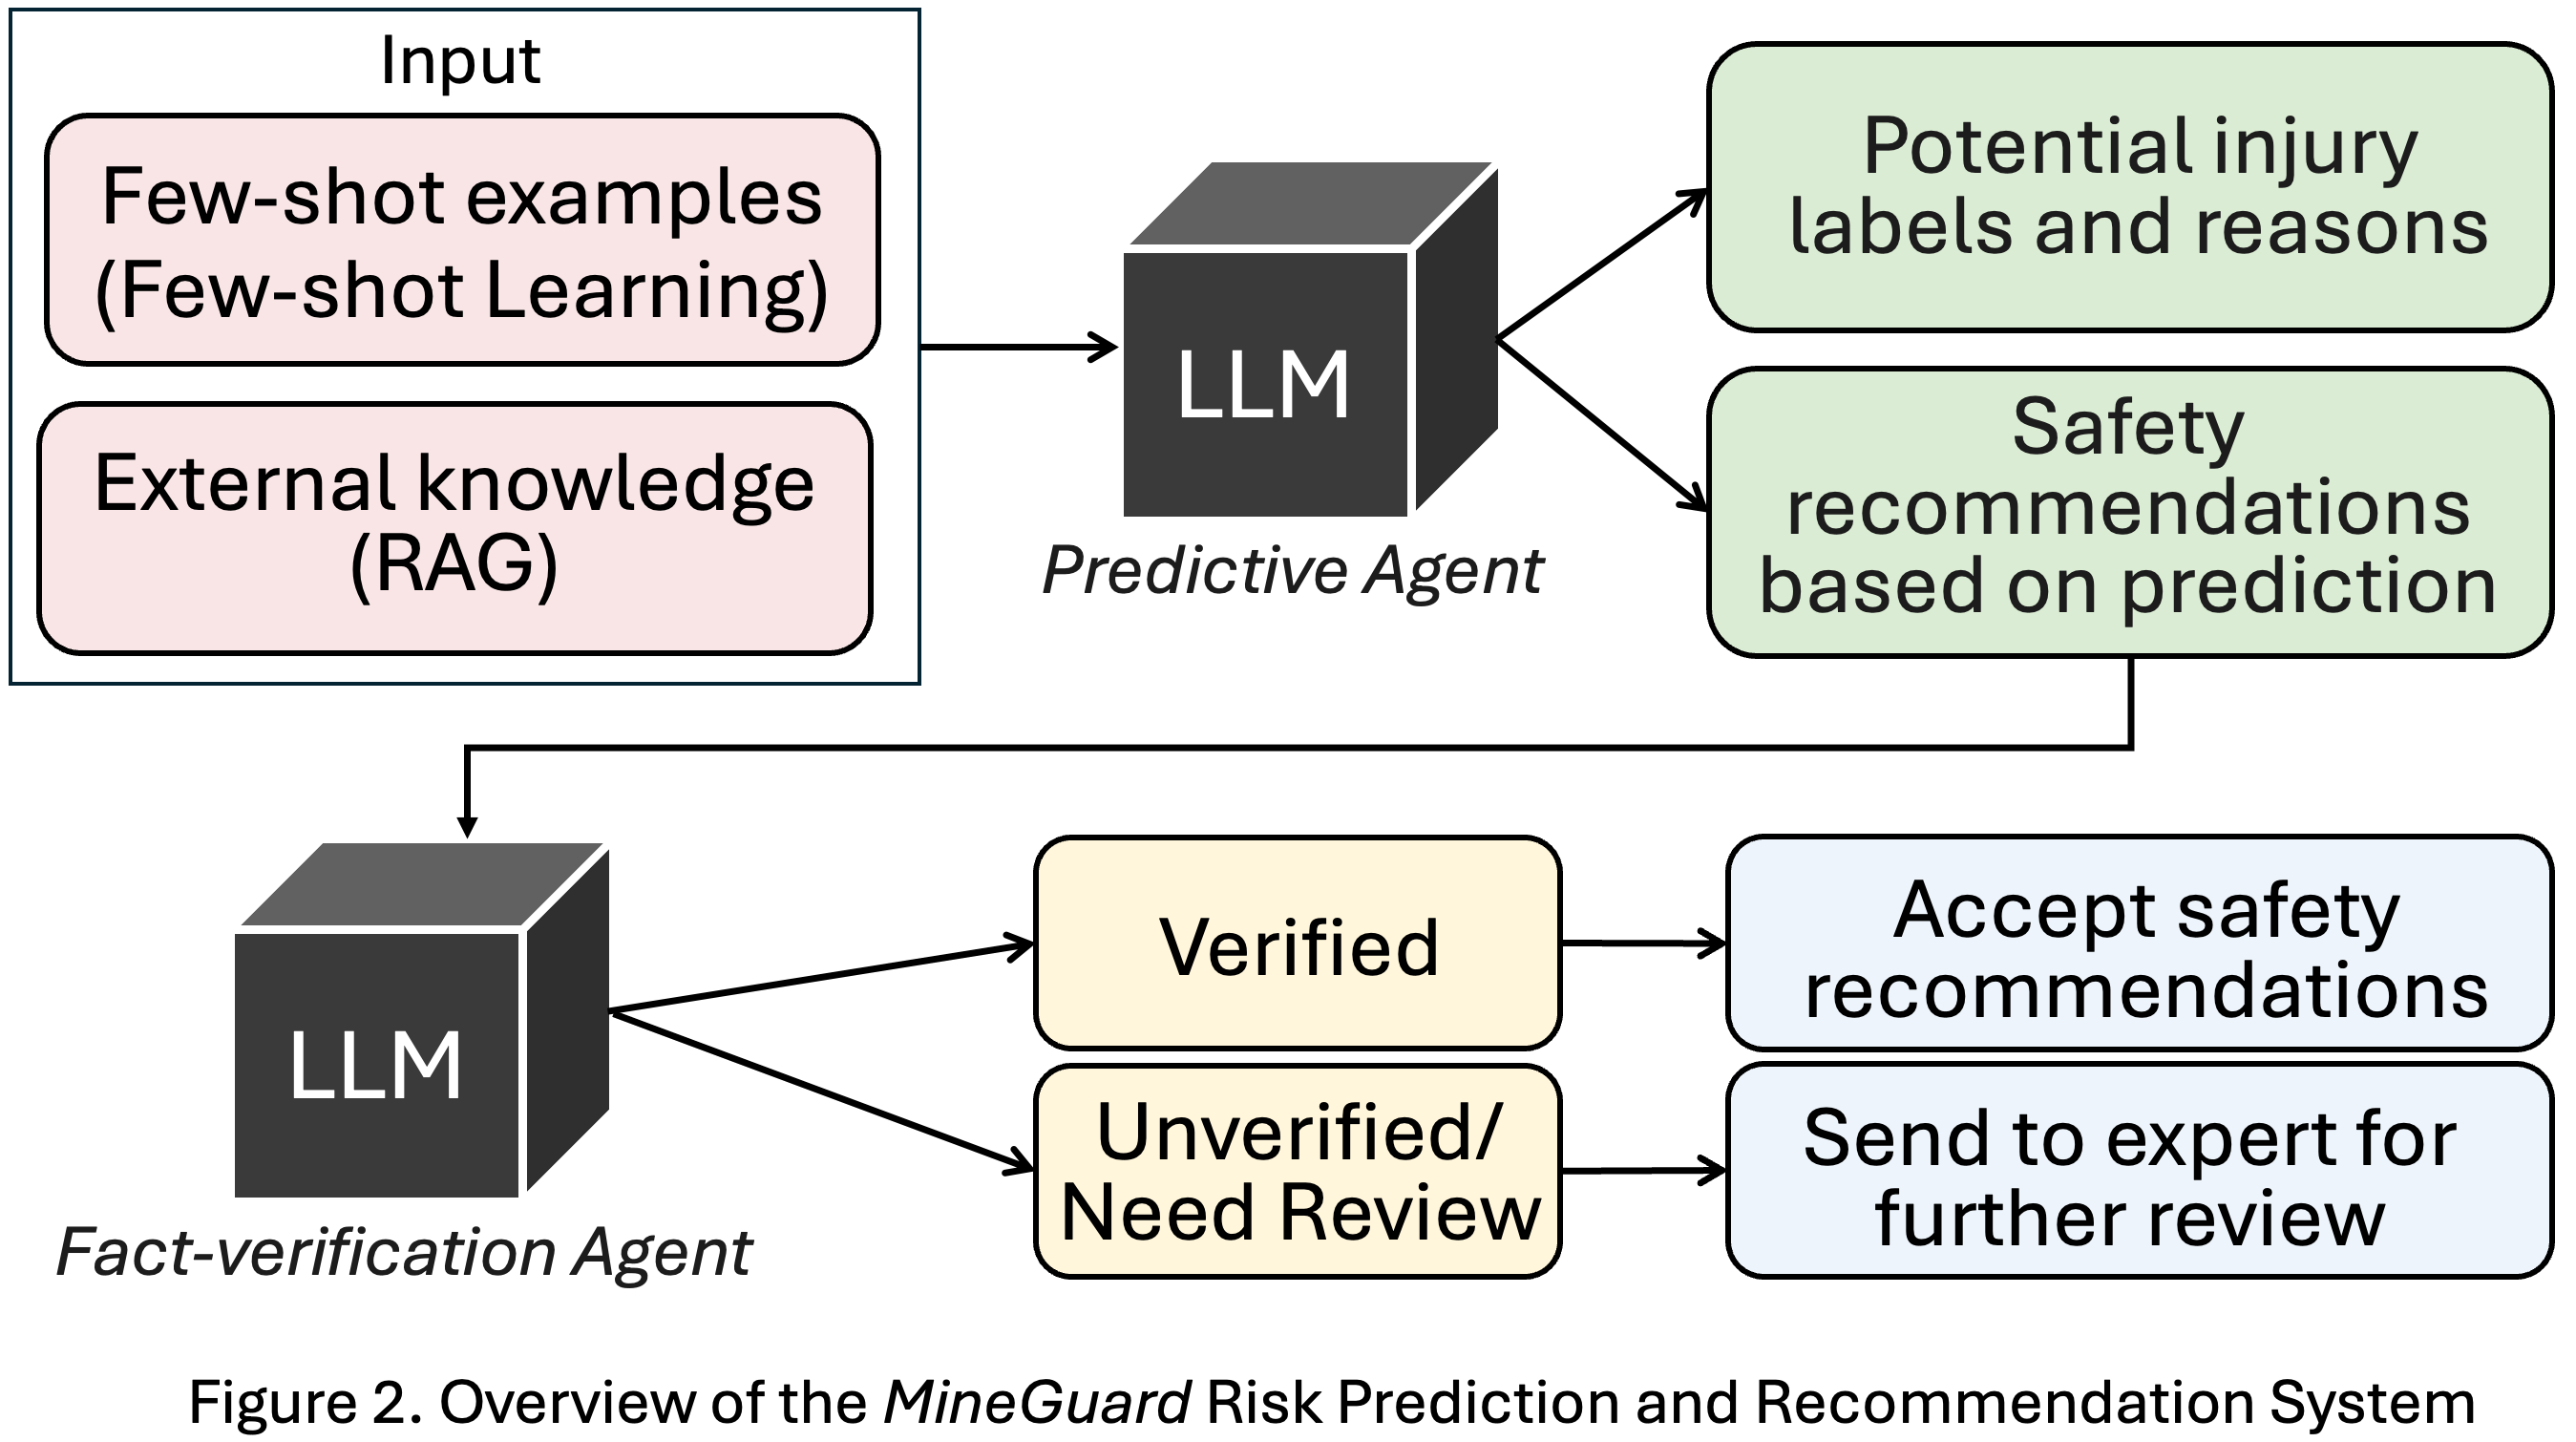 Input
Few-shot examples
(Few-shot Learning)
External knowledge
(RAG)
LLM
Predictive Agent
Potential injury
labels and reasons
Safety
recommendations
based on prediction
LLM
Fact-verification Agent
Verified
Unverified/
Need Review
Accept safety
recommendations
Send to expert for
further review
Figure 2. Overview of the MineGuard Risk Prediction and Recommendation System